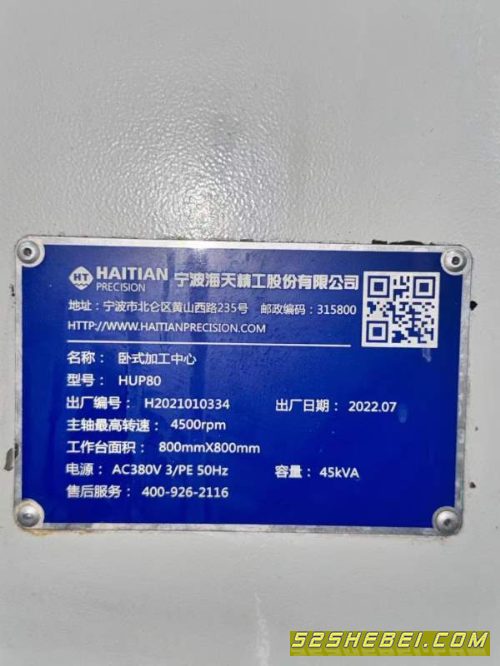 HT HAITIAN PRECISION 宁波海天精工股份有限公司
地址：宁波市北仑区黄山西路235号 邮政编码：315800
HTTP://WWW.HAITIANPRECISION.COM
名称： 卧式加工中心
型号： HUP80
出厂编号： H2021010334 出厂日期： 2022.07
主轴最高转速： 4500rpm
工作台面积： 800mmX800mm
电源： AC380V 3/PE 50Hz 容量： 45kVA
售后服务： 400-926-2116
52SHEBEI.COM